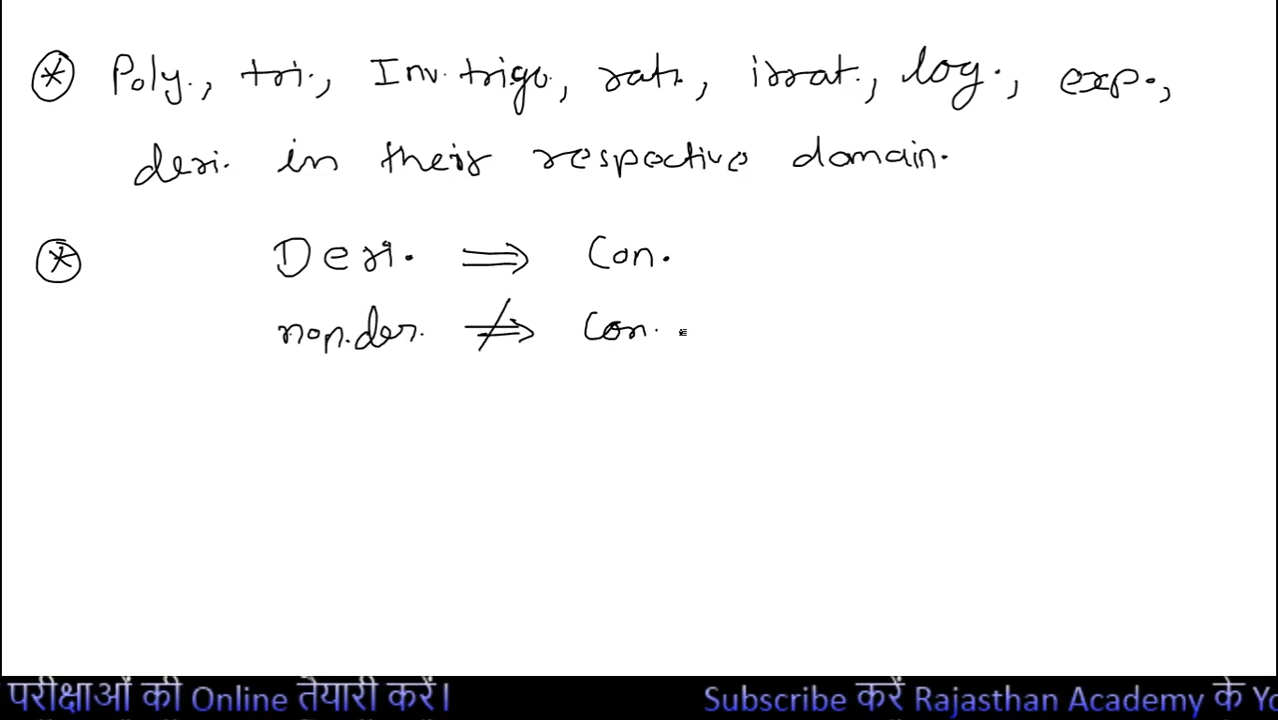 * Poly., tri., Inv. trigo, rati., irrat., log., exp.,
deri. in their respective domain.
* Deri. ⟹ Con.
non.der. ⇏ Con.
परीक्षाओं की Online तैयारी करें। Subscribe करें Rajasthan Academy के Yo